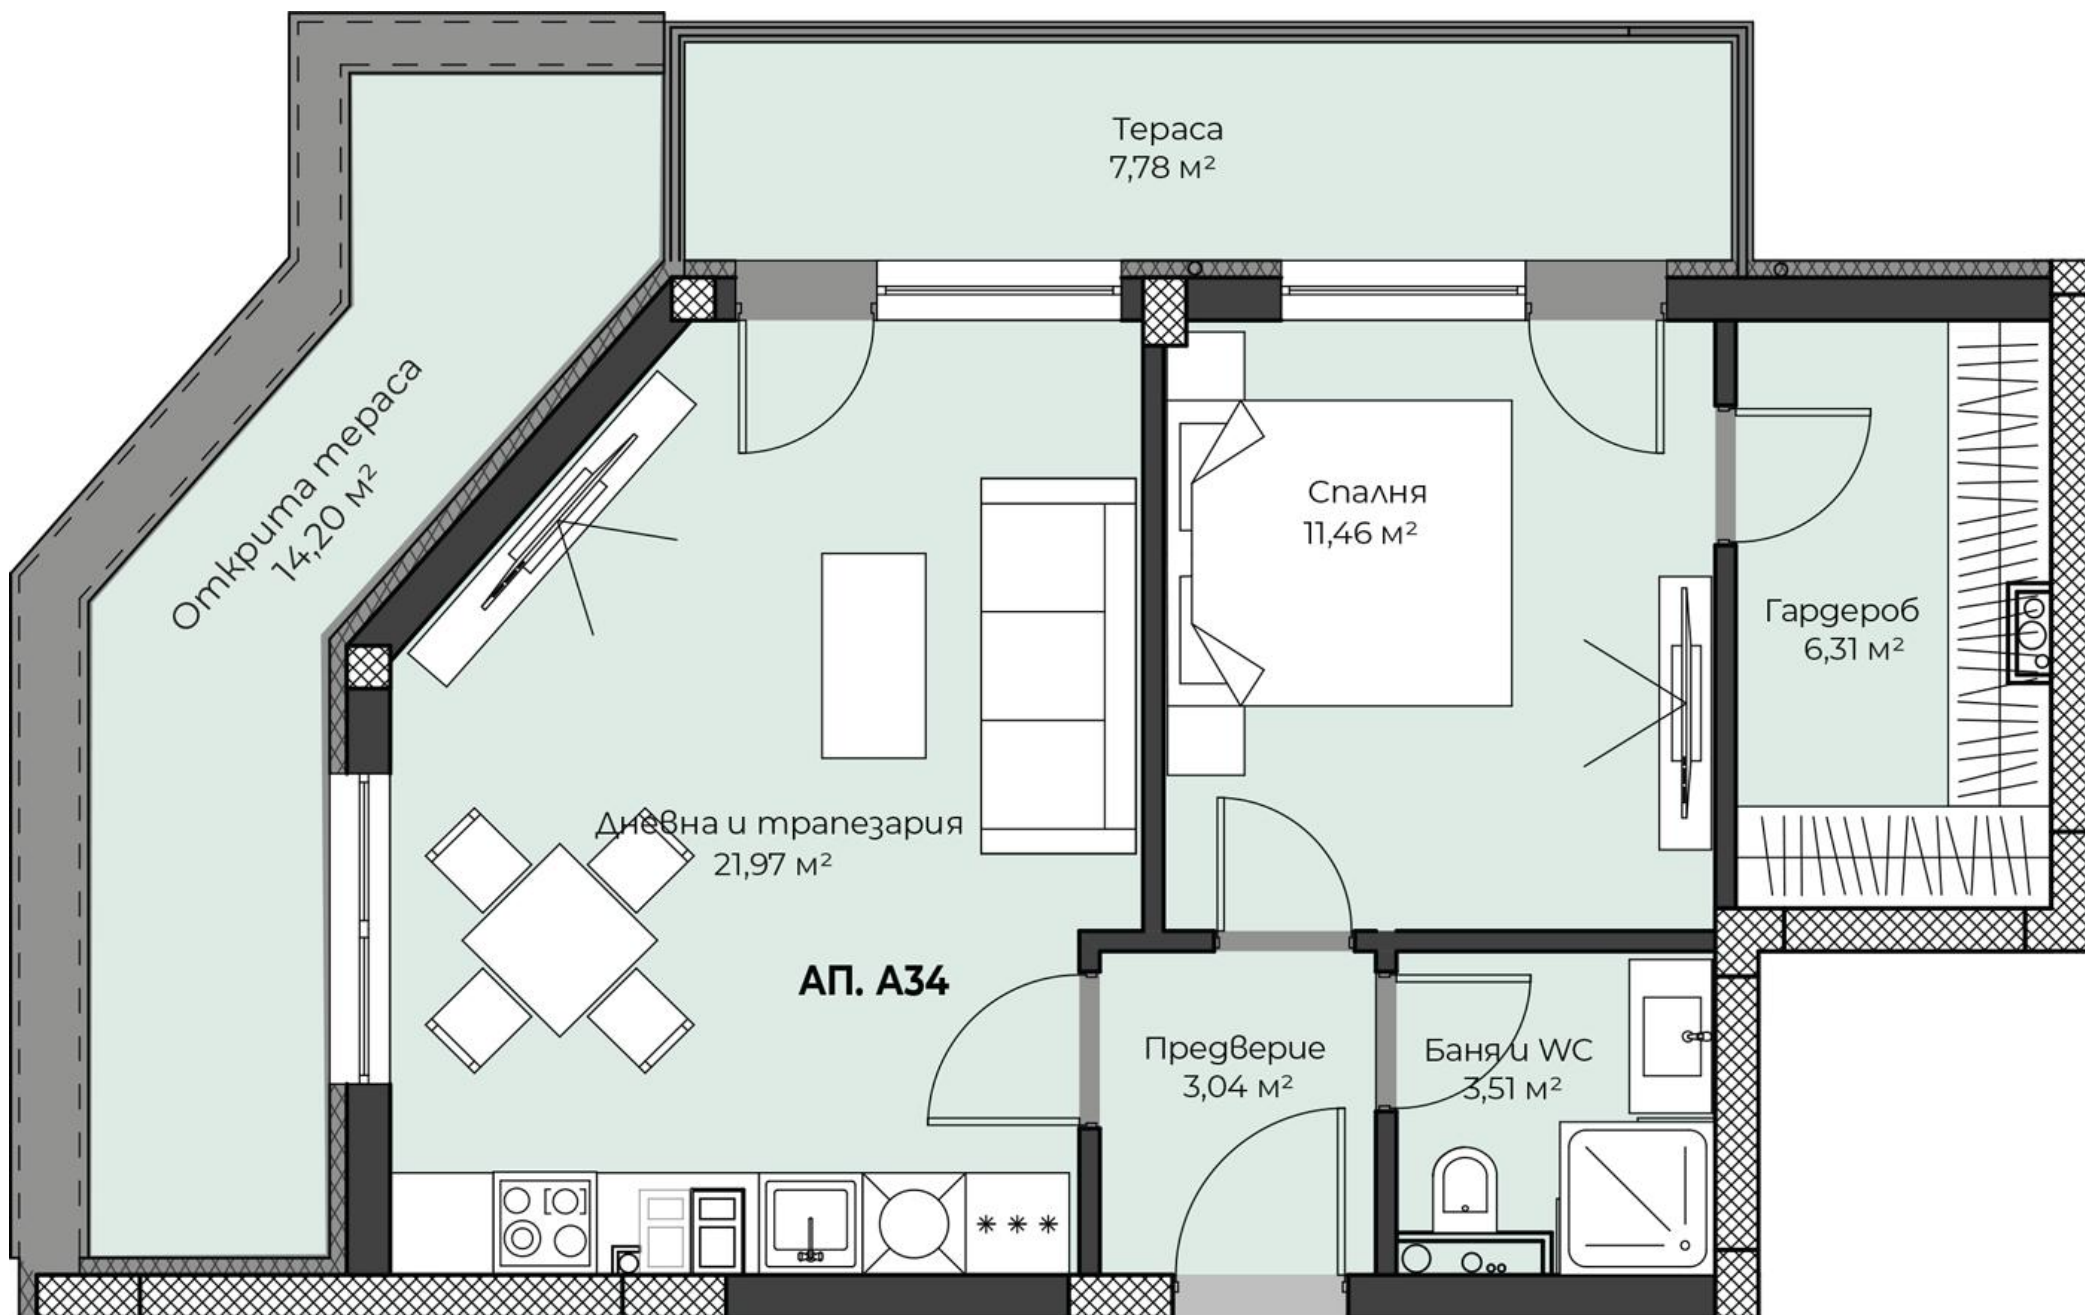 Тераса
7,78 м²
Открита тераса
14,20 м²
Спалня
11,46 м²
Гардероб
6,31 м²
Дневна и трапезария
21,97 м²
АП. А34
Предверие
3,04 м²
Баня и WC
3,51 м²